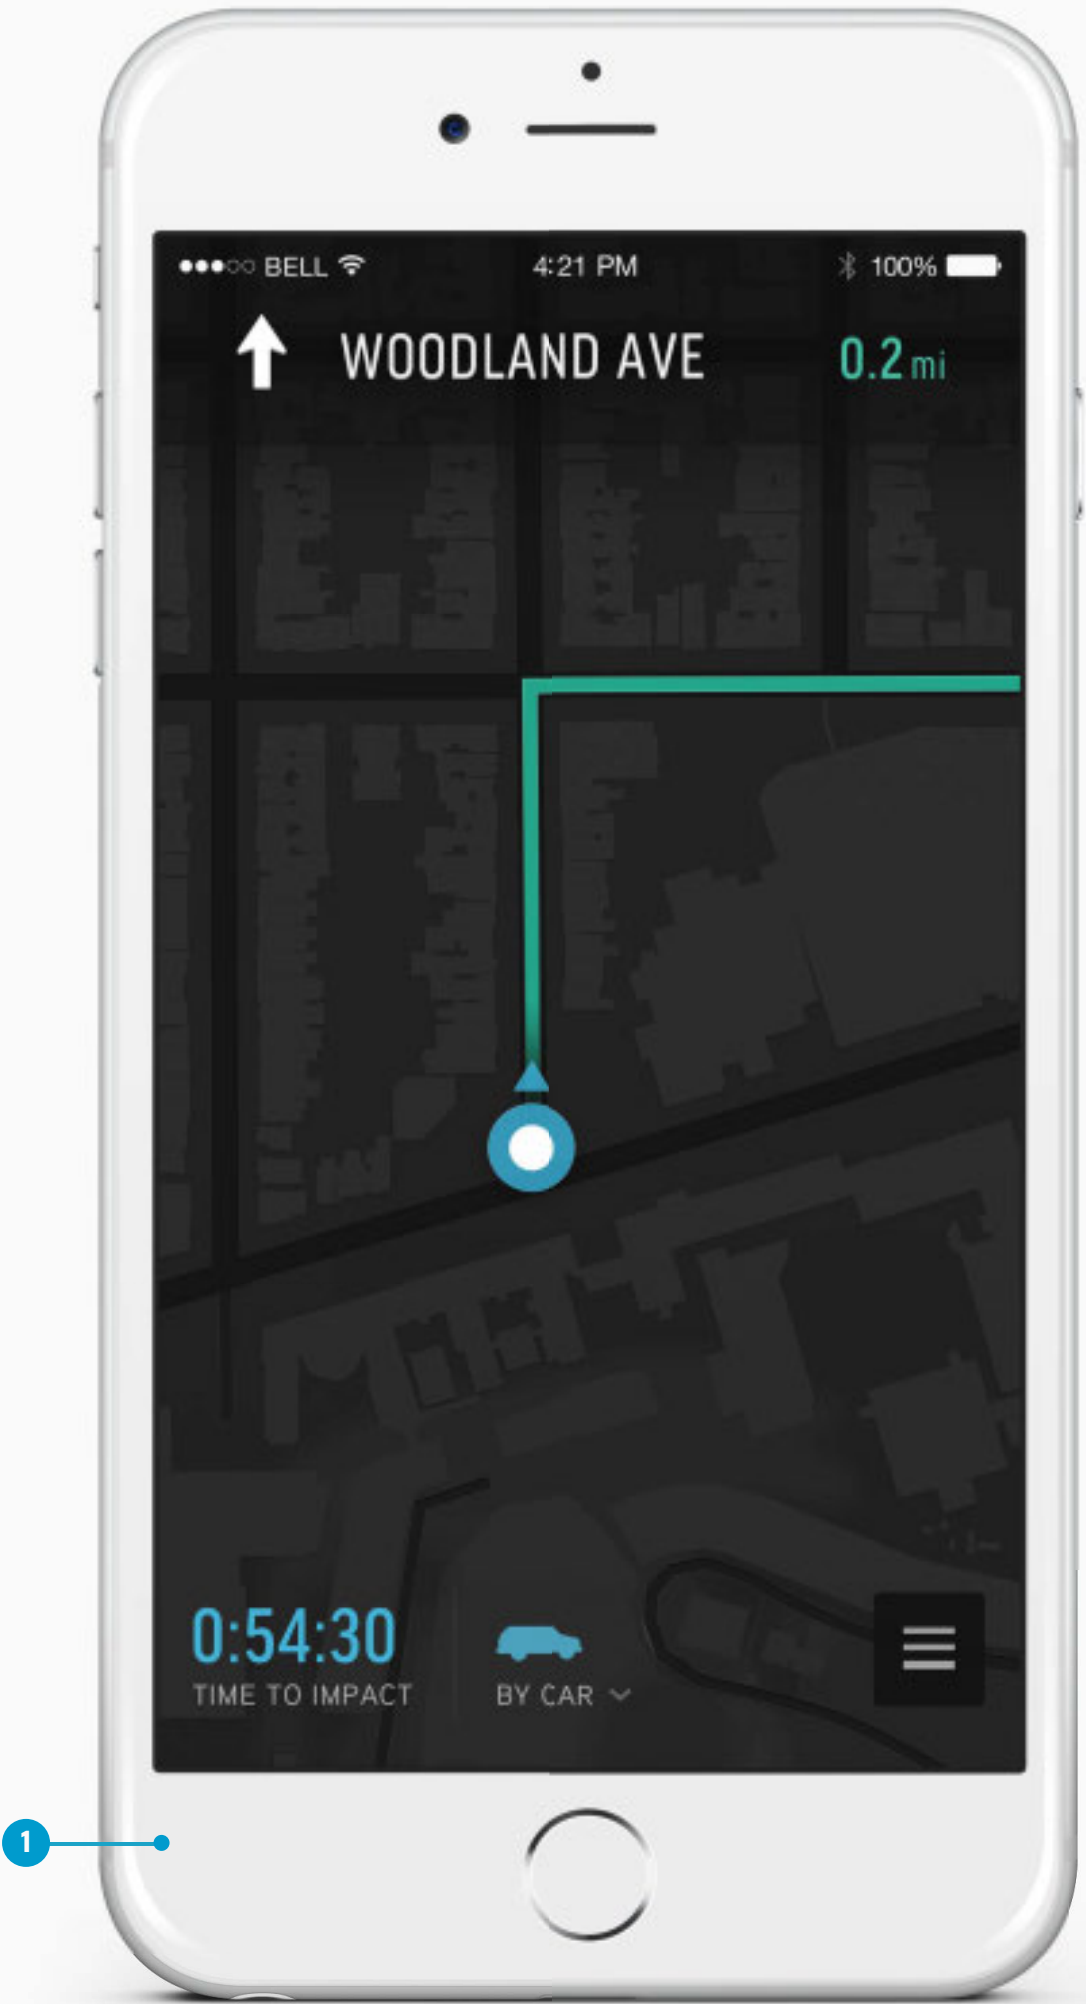 BELL 4:21 PM 100%
WOODLAND AVE 0.2 mi
0:54:30
TIME TO IMPACT
BY CAR
1